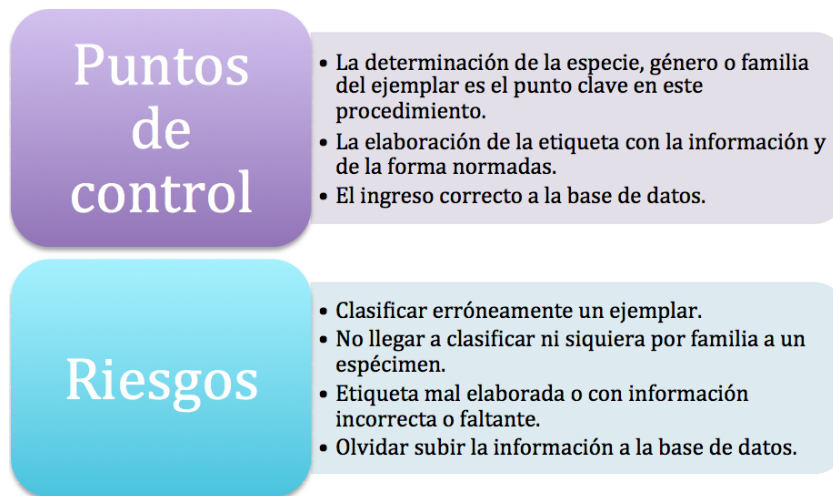 Puntos
de
control
• La determinación de la especie, género o familia
del ejemplar es el punto clave en este
procedimiento.
• La elaboración de la etiqueta con la información y
de la forma normadas.
• El ingreso correcto a la base de datos.
Riesgos
• Clasificar erróneamente un ejemplar.
• No llegar a clasificar ni siquiera por familia a un
espécimen.
• Etiqueta mal elaborada o con información
incorrecta o faltante.
• Olvidar subir la información a la base de datos.